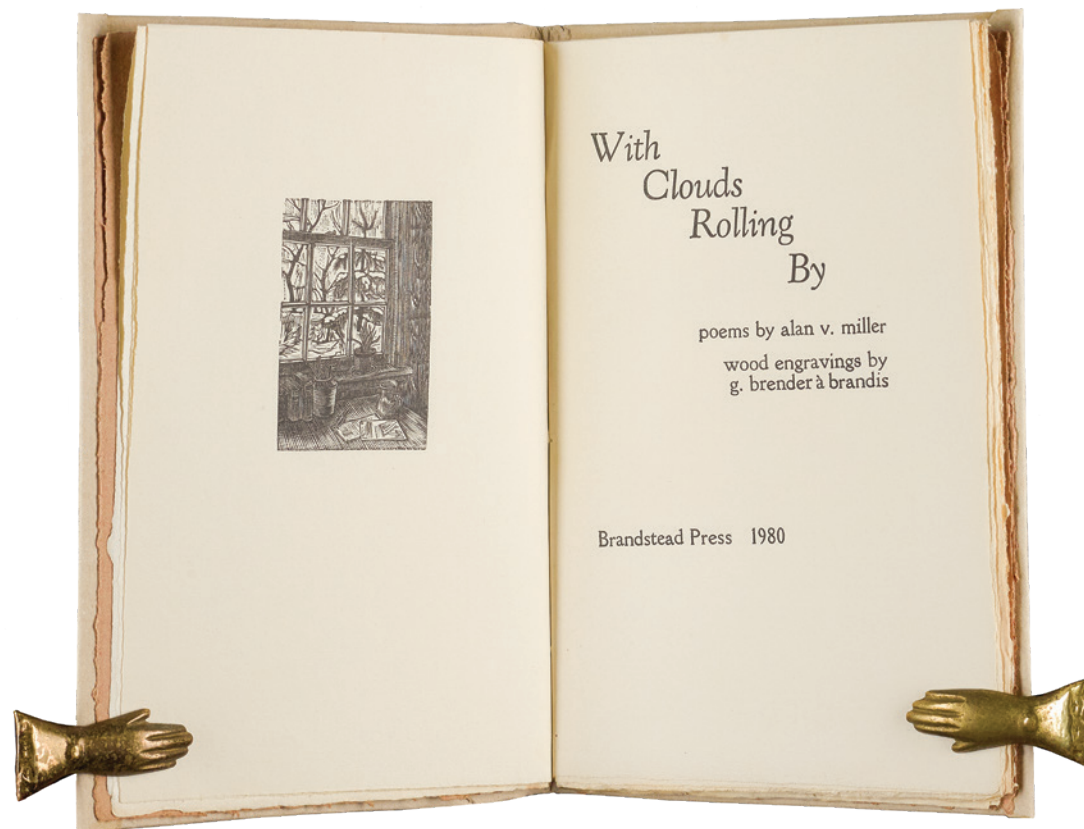 With
Clouds
Rolling
By
poems by alan v. miller
wood engravings by
g. brender à brandis
Brandstead Press 1980